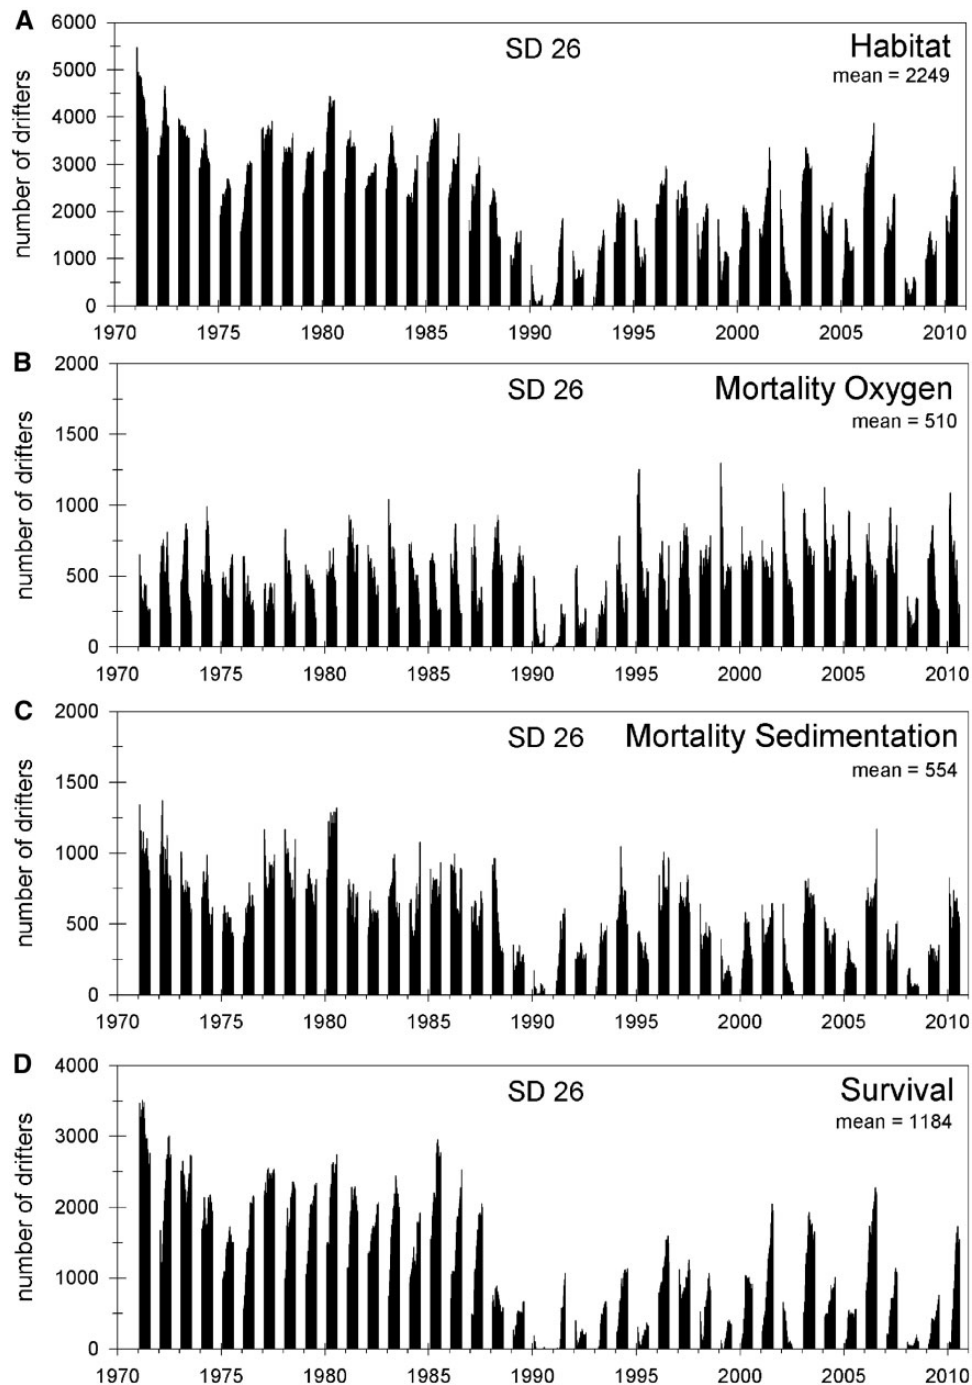 A
6000
5000
4000
3000
2000
1000
0
number of drifters
SD 26
Habitat
mean = 2249
1970 1975 1980 1985 1990 1995 2000 2005 2010
B
2000
1500
1000
500
0
number of drifters
SD 26
Mortality Oxygen
mean = 510
1970 1975 1980 1985 1990 1995 2000 2005 2010
C
2000
1500
1000
500
0
number of drifters
SD 26
Mortality Sedimentation
mean = 554
1970 1975 1980 1985 1990 1995 2000 2005 2010
D
4000
3000
2000
1000
0
number of drifters
SD 26
Survival
mean = 1184
1970 1975 1980 1985 1990 1995 2000 2005 2010